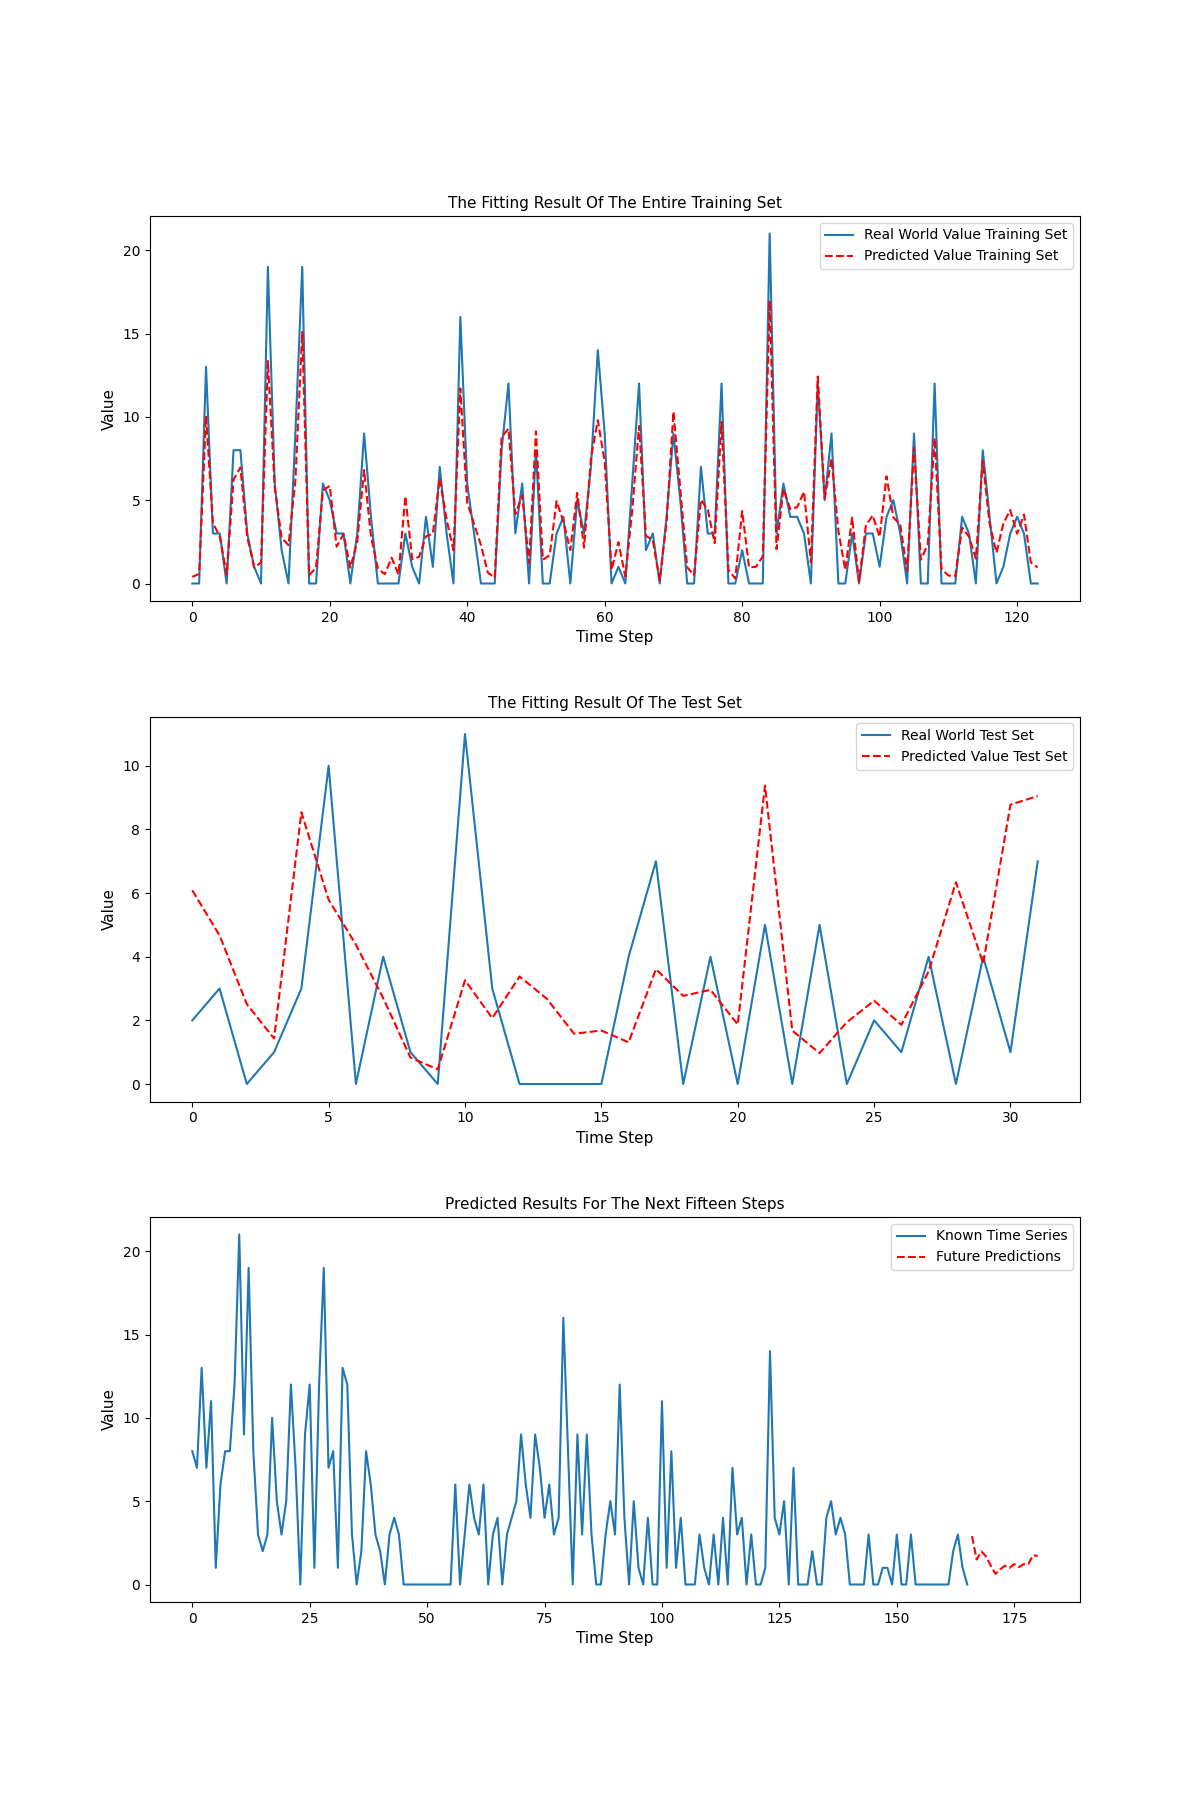 The Fitting Result Of The Entire Training Set
Real World Value Training Set
Predicted Value Training Set
Value
20
15
10
5
0
0 20 40 60 80 100 120
Time Step
The Fitting Result Of The Test Set
Real World Test Set
Predicted Value Test Set
Value
10
8
6
4
2
0
0 5 10 15 20 25 30
Time Step
Predicted Results For The Next Fifteen Steps
Known Time Series
Future Predictions
Value
20
15
10
5
0
0 25 50 75 100 125 150 175
Time Step